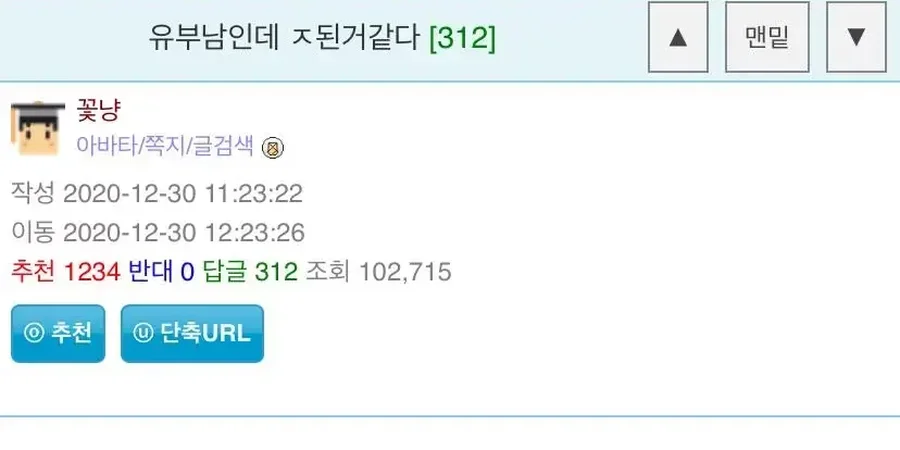 유부남인데 ㅈ된거같다 [312]
▲
맨밑
▼
꽃냥
아바타/쪽지/글검색
작성 2020-12-30 11:23:22
이동 2020-12-30 12:23:26
추천 1234 반대 0 답글 312 조회 102,715
ⓞ 추천
ⓤ 단축URL